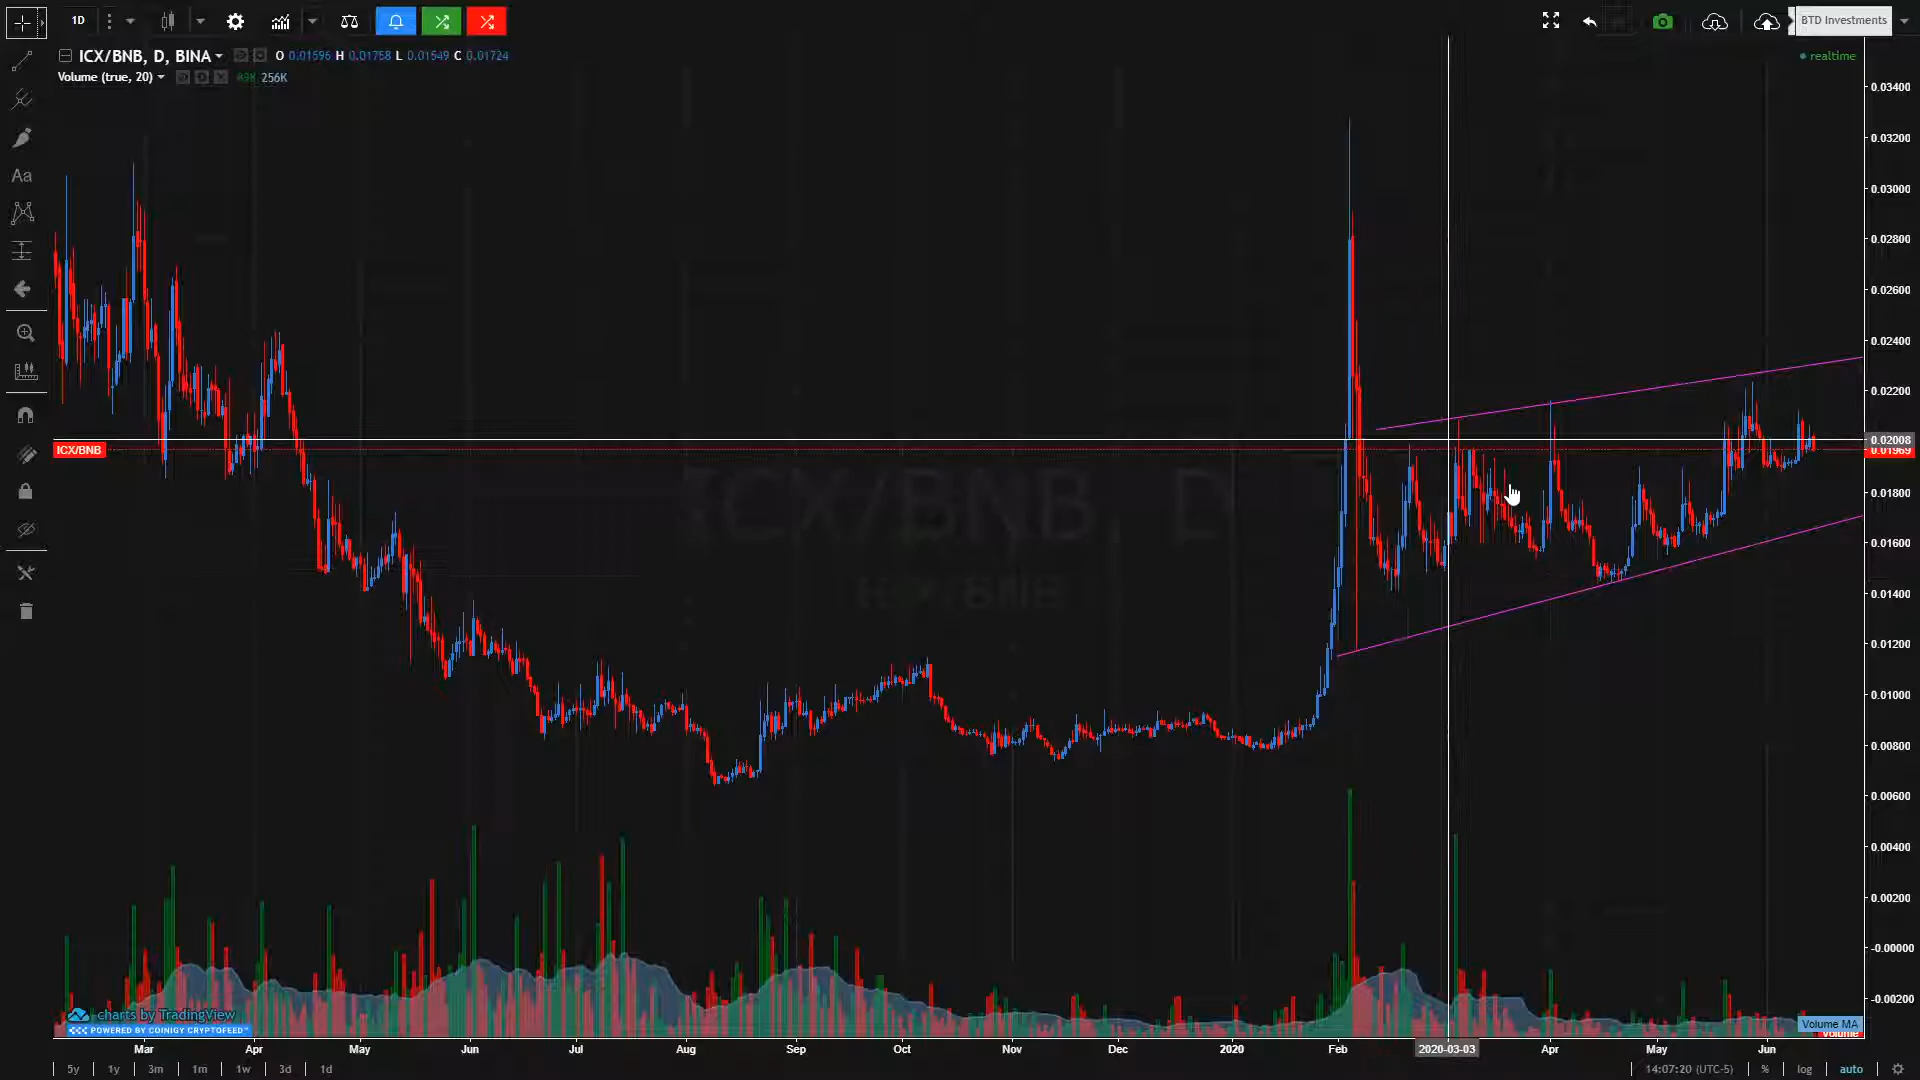 1D
BTD Investments
ICX/BNB, D, BINA O 0.01596 H 0.01758 L 0.01549 C 0.01724
realtime
Volume (true, 20) 256K
Aa
0.03400
0.03200
0.03000
0.02800
0.02600
0.02400
0.02200
0.02008
ICX/BNB 0.01969
0.01800
0.01600
0.01400
0.01200
0.01000
0.00800
0.00600
0.00400
0.00200
-0.00000
-0.00200
ICX/BNB, D
ICX/BNB
charts by TradingView
POWERED BY COINIGY CRYPTOFEED™
Volume MA
Volume
Mar Apr May Jun Jul Aug Sep Oct Nov Dec 2020 Feb 2020-03-03 Apr May Jun
5y 1y 3m 1m 1w 3d 1d 14:07:20 (UTC-5) % log auto